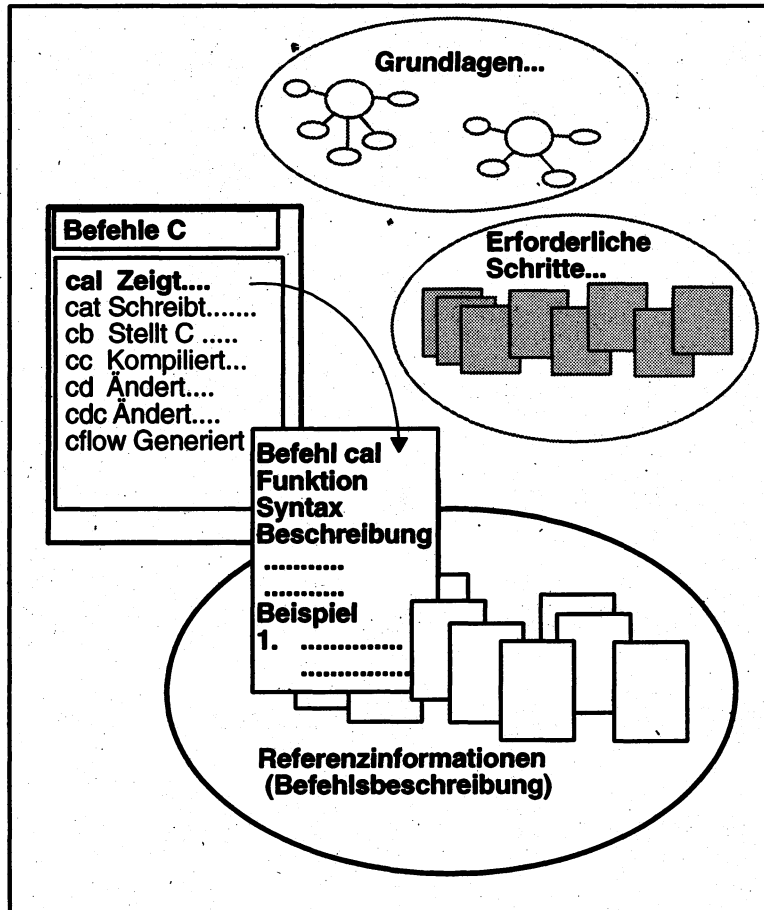 Grundlagen...
Erforderliche
Schritte...
Befehle C
cal Zeigt....
cat Schreibt.......
cb Stellt C .....
cc Kompiliert...
cd Ändert....
cdc Ändert....
cflow Generiert
Befehl cal
Funktion
Syntax
Beschreibung
...........
...........
Beispiel
1. ..............
...............
Referenzinformationen
(Befehlsbeschreibung)